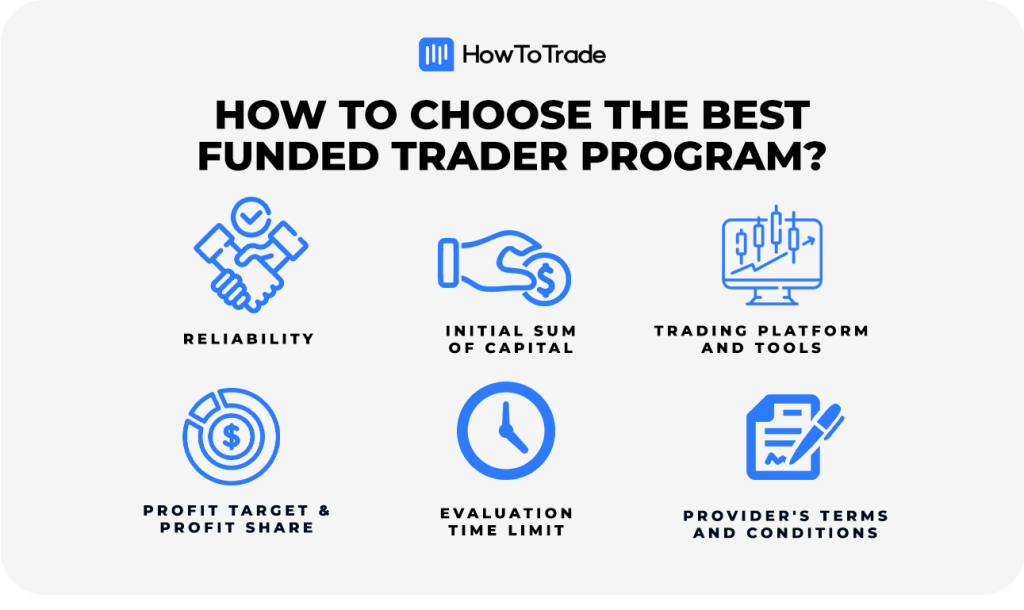 HowToTrade
HOW TO CHOOSE THE BEST
FUNDED TRADER PROGRAM?
RELIABILITY
INITIAL SUM
OF CAPITAL
TRADING PLATFORM
AND TOOLS
PROFIT TARGET &
PROFIT SHARE
EVALUATION
TIME LIMIT
PROVIDER'S TERMS
AND CONDITIONS